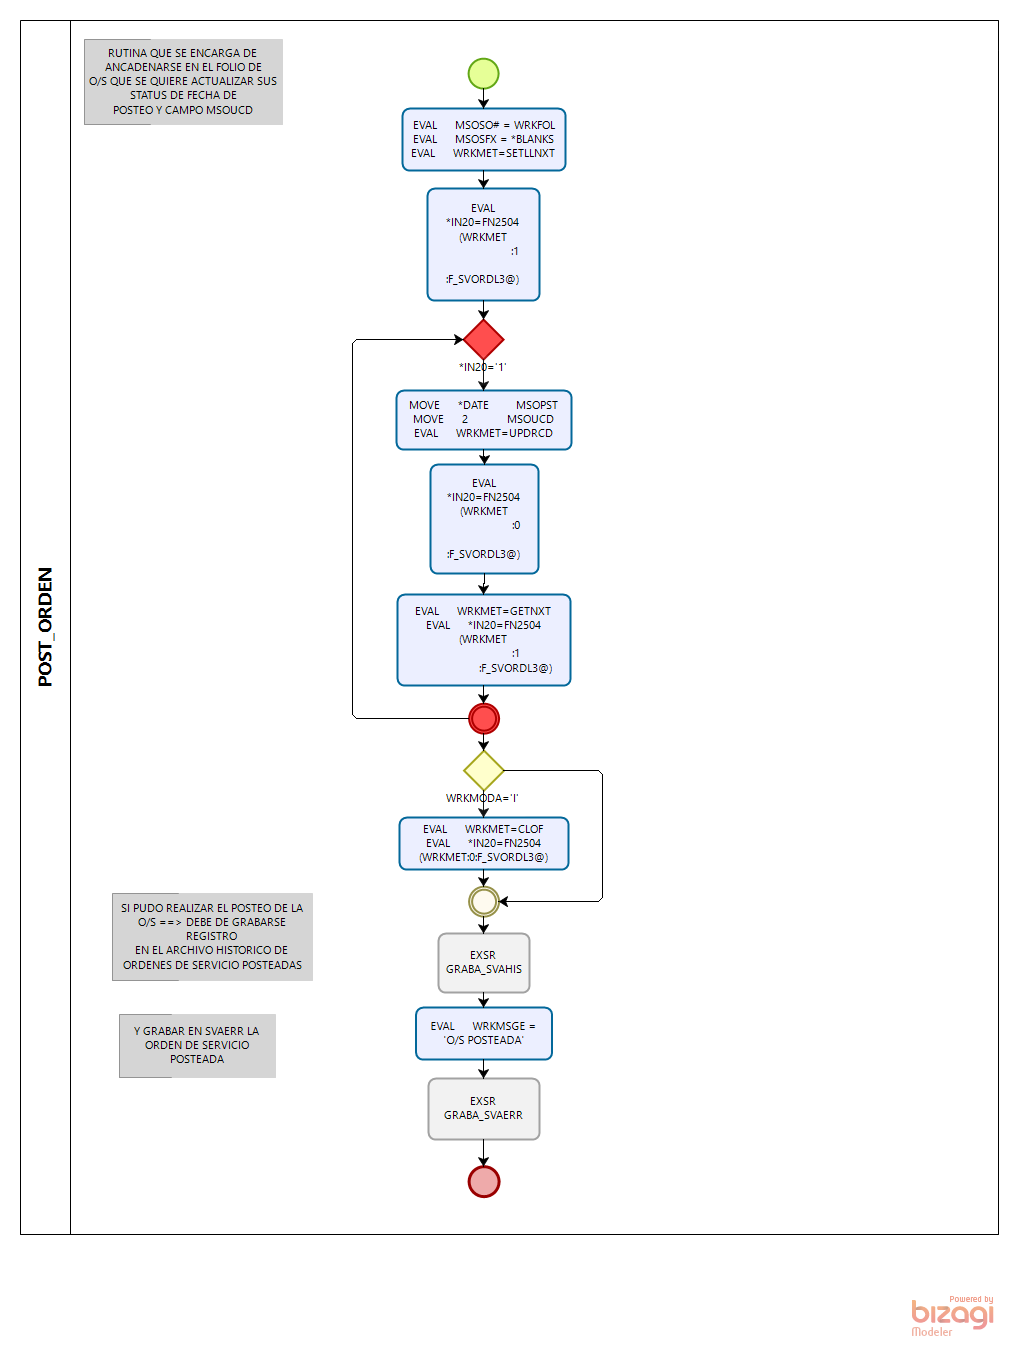 POST_ORDEN
RUTINA QUE SE ENCARGA DE
ANCADENARSE EN EL FOLIO DE
O/S QUE SE QUIERE ACTUALIZAR SUS
STATUS DE FECHA DE
POSTEO Y CAMPO MSOUCD
EVAL MSOSO# = WRKFOL
EVAL MSOSFX = *BLANKS
EVAL WRKMET=SETLLNXT
EVAL
*IN20=FN2504
(WRKMET
:1
:F_SVORDL3@)
*IN20='1'
MOVE *DATE MSOPST
MOVE 2 MSOUCD
EVAL WRKMET=UPDRCD
EVAL
*IN20=FN2504
(WRKMET
:0
:F_SVORDL3@)
EVAL WRKMET=GETNXT
EVAL *IN20=FN2504
(WRKMET
:1
:F_SVORDL3@)
WRKMODA='I'
EVAL WRKMET=CLOF
EVAL *IN20=FN2504
(WRKMET:0:F_SVORDL3@)
SI PUDO REALIZAR EL POSTEO DE LA
O/S ==> DEBE DE GRABARSE
REGISTRO
EN EL ARCHIVO HISTORICO DE
ORDENES DE SERVICIO POSTEADAS
EXSR
GRABA_SVAHIS
Y GRABAR EN SVAERR LA
ORDEN DE SERVICIO
POSTEADA
EVAL WRKMSGE =
'O/S POSTEADA'
EXSR
GRABA_SVAERR
Powered by
bizagi
Modeler